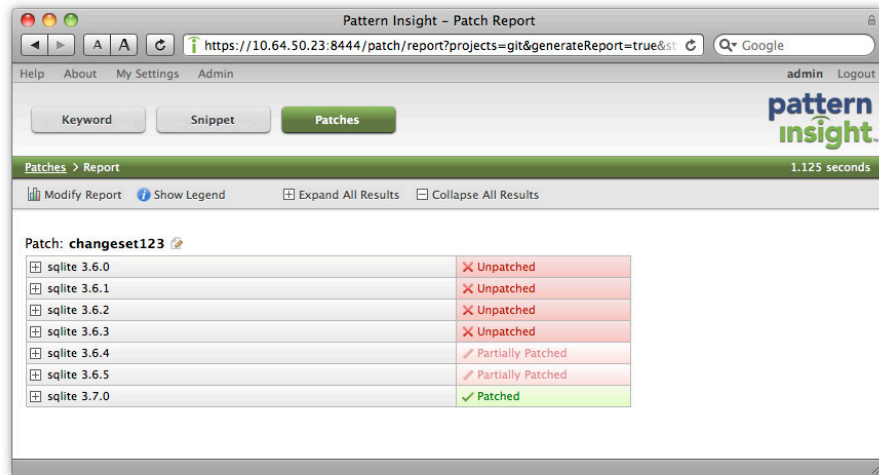 Pattern Insight – Patch Report
A A https://10.64.50.23:8444/patch/report?projects=git&generateReport=true&st Google
Help About My Settings Admin admin Logout
Keyword Snippet Patches pattern
insight
Patches > Report 1.125 seconds
Modify Report Show Legend Expand All Results Collapse All Results
Patch: changeset123
sqlite 3.6.0 Unpatched
sqlite 3.6.1 Unpatched
sqlite 3.6.2 Unpatched
sqlite 3.6.3 Unpatched
sqlite 3.6.4 Partially Patched
sqlite 3.6.5 Partially Patched
sqlite 3.7.0 Patched